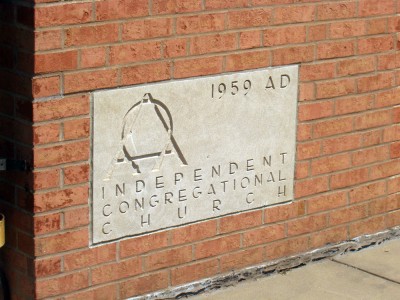 1959 AD
INDEPENDENT
CONGREGATIONAL
CHURCH